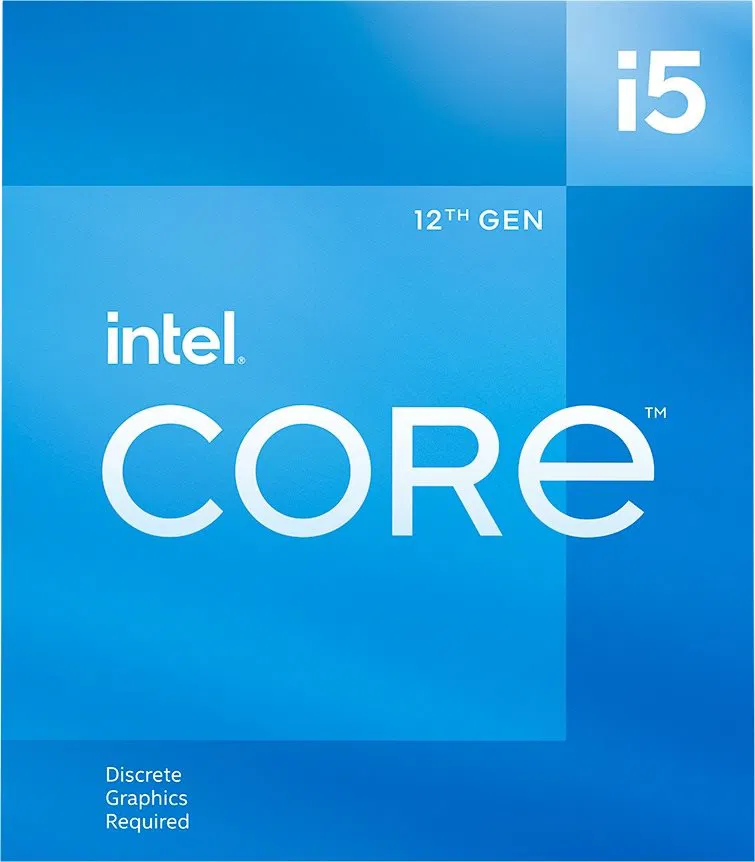 i5
12TH GEN
intel®
CORe™
Discrete
Graphics
Required